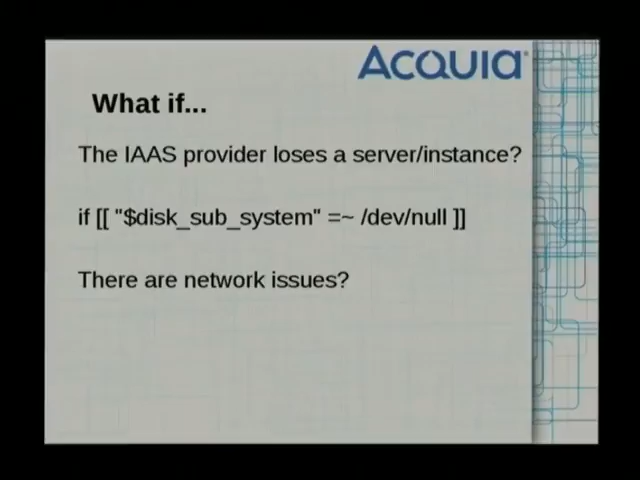 ACQUIA
What if...
The IAAS provider loses a server/instance?
if [[ "$disk_sub_system" =~ /dev/null ]]
There are network issues?